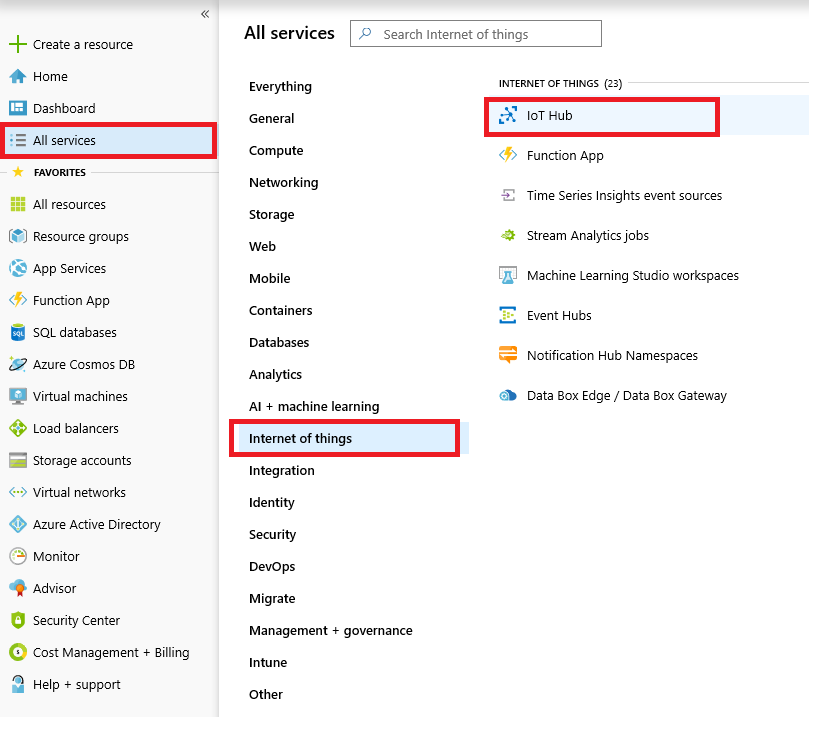 «
Create a resource
Home
Dashboard
All services
FAVORITES
All resources
Resource groups
App Services
Function App
SQL databases
Azure Cosmos DB
Virtual machines
Load balancers
Storage accounts
Virtual networks
Azure Active Directory
Monitor
Advisor
Security Center
Cost Management + Billing
Help + support
All services
Search Internet of things
Everything
General
Compute
Networking
Storage
Web
Mobile
Containers
Databases
Analytics
AI + machine learning
Internet of things
Integration
Identity
Security
DevOps
Migrate
Management + governance
Intune
Other
INTERNET OF THINGS (23)
IoT Hub
Function App
Time Series Insights event sources
Stream Analytics jobs
Machine Learning Studio workspaces
Event Hubs
Notification Hub Namespaces
Data Box Edge / Data Box Gateway